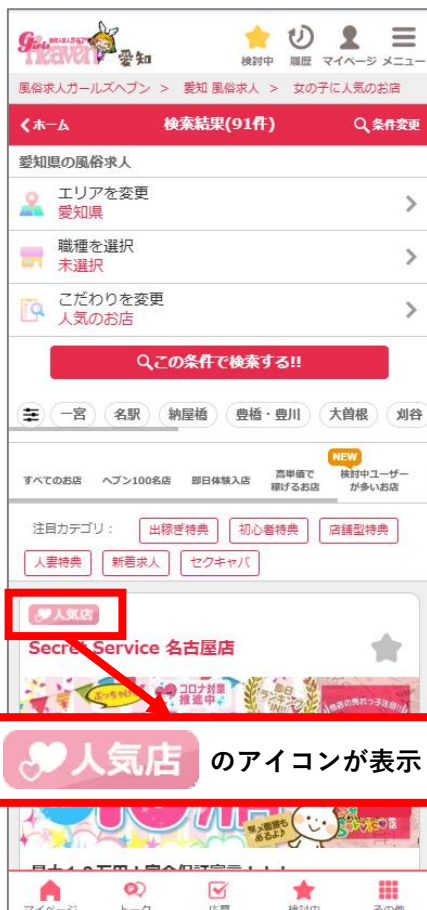 Girls Heaven 愛知
検討中 履歴 マイページ メニュー
風俗求人ガールズヘブン > 愛知 風俗求人 > 女の子に人気のお店
ホーム 検索結果(91件) 条件変更
愛知県の風俗求人
エリアを変更
愛知県
職種を選択
未選択
こだわりを変更
人気のお店
この条件で検索する!!
一宮 名駅 納屋橋 豊橋・豊川 大曽根 刈谷
NEW
すべてのお店 ヘブン100名店 即日体験入店 高単価で稼げるお店 検討中ユーザーが多いお店
注目カテゴリ: 出稼ぎ特典 初心者特典 店舗型特典
人妻特典 新着求人 セクキャバ
人気店
Secret Service 名古屋店
コロナ対策
推進中
人気店 のアイコンが表示
マイページ トーク 応募 検討中 その他